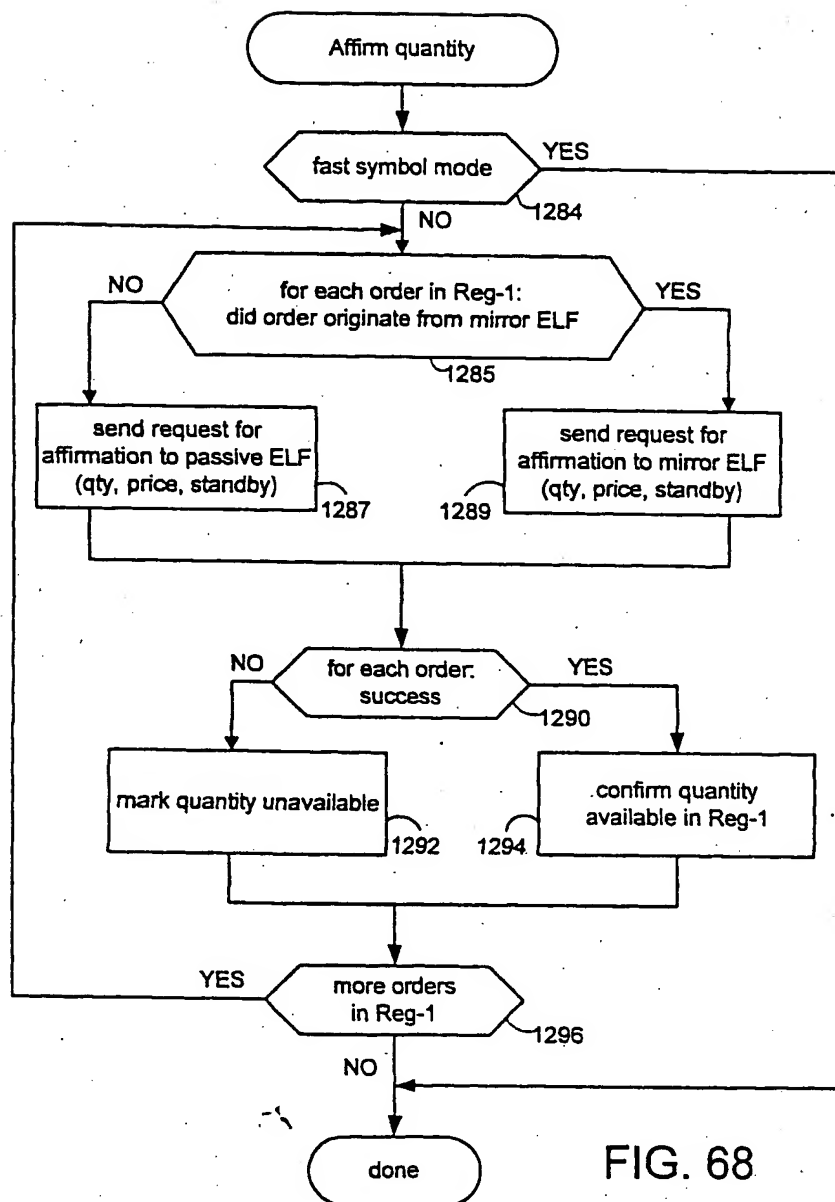 Affirm quantity
fast symbol mode
YES
1284
NO
NO
for each order in Reg-1:
did order originate from mirror ELF
YES
1285
send request for
affirmation to passive ELF
(qty, price, standby)
1287
send request for
affirmation to mirror ELF
(qty, price, standby)
1289
NO
for each order:
success
YES
1290
mark quantity unavailable
1292
confirm quantity
available in Reg-1
1294
YES
more orders
in Reg-1
1296
NO
done
FIG. 68